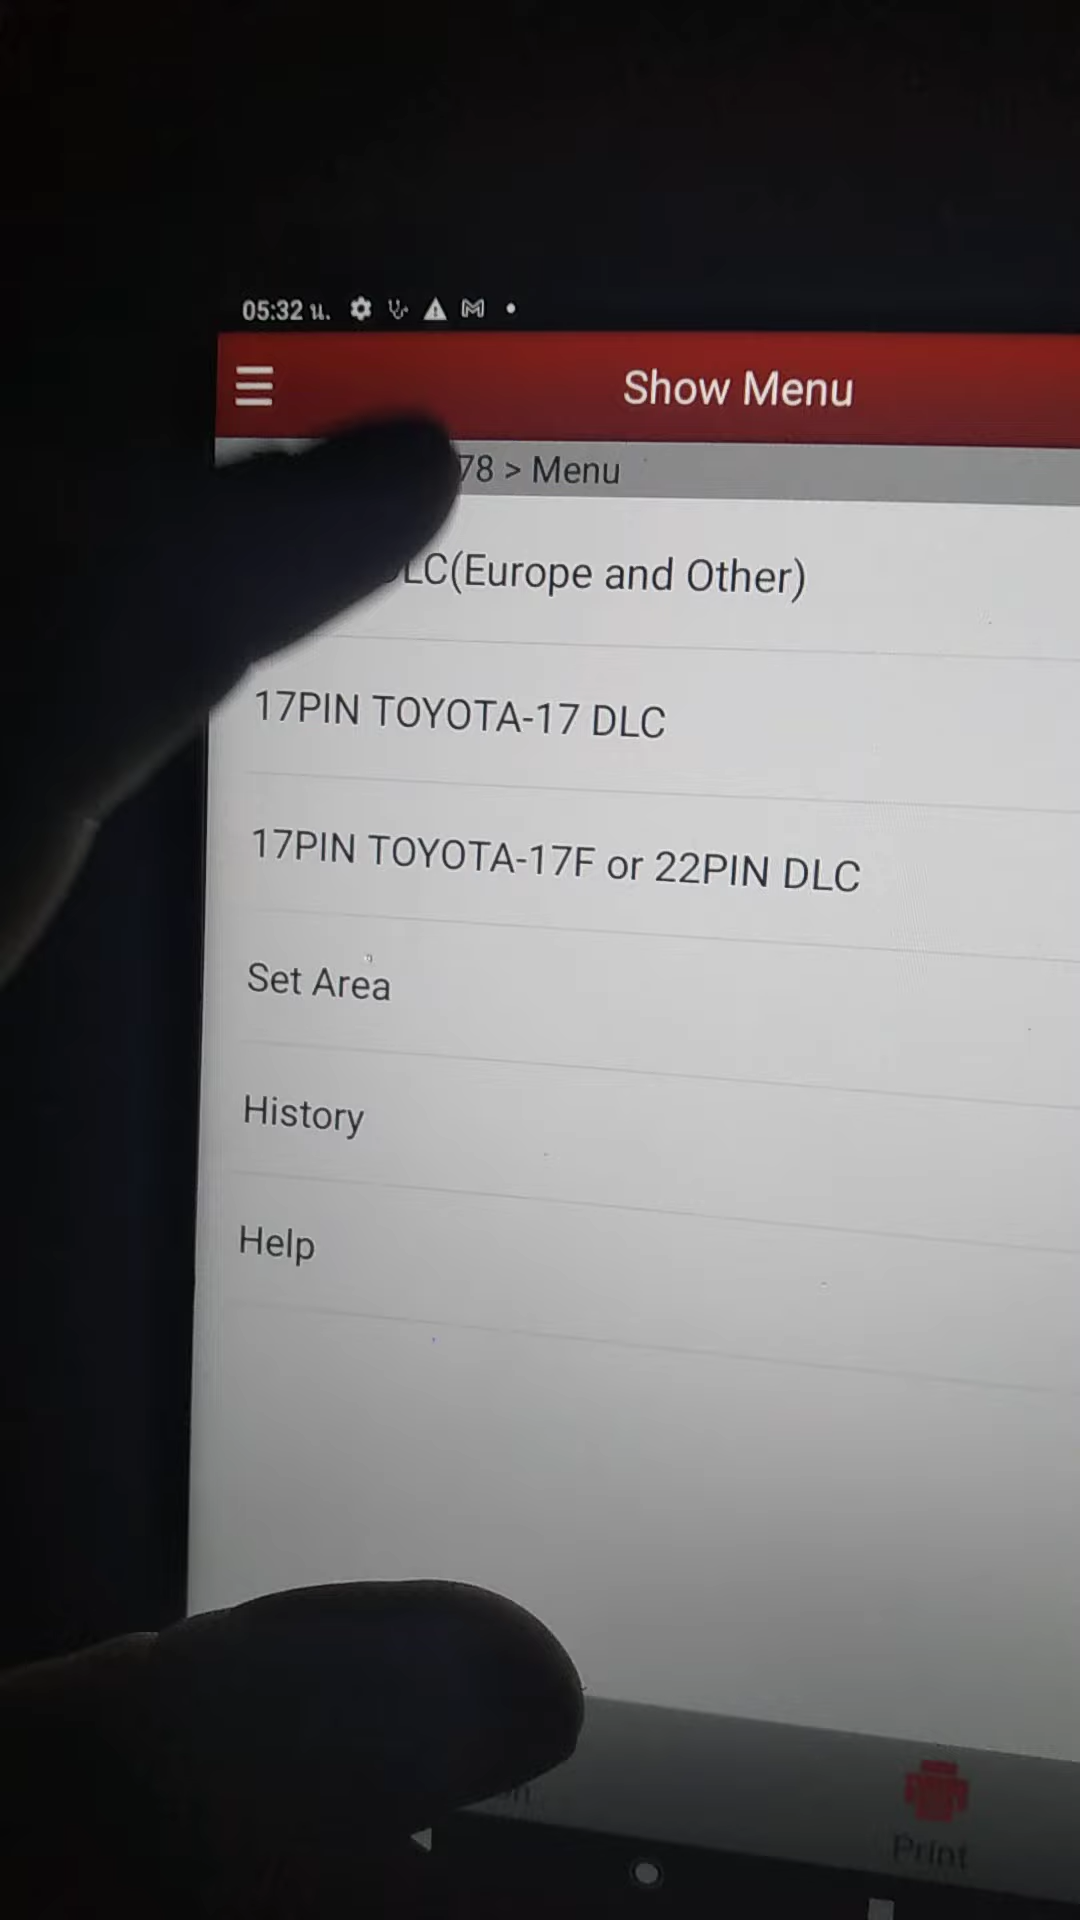 05:32 น.
Show Menu
78 > Menu
DLC(Europe and Other)
17PIN TOYOTA-17 DLC
17PIN TOYOTA-17F or 22PIN DLC
Set Area
History
Help
Print